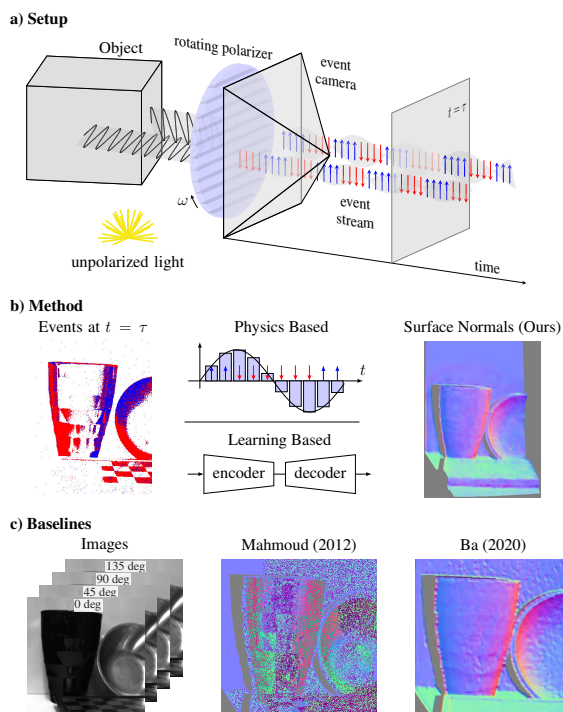 a) Setup
Object
rotating polarizer
event
camera
t = τ
ω
event
stream
unpolarized light
time
b) Method
Events at t = τ
Physics Based
Surface Normals (Ours)
t
Learning Based
encoder
decoder
c) Baselines
Images
Mahmoud (2012)
Ba (2020)
135 deg
90 deg
45 deg
0 deg